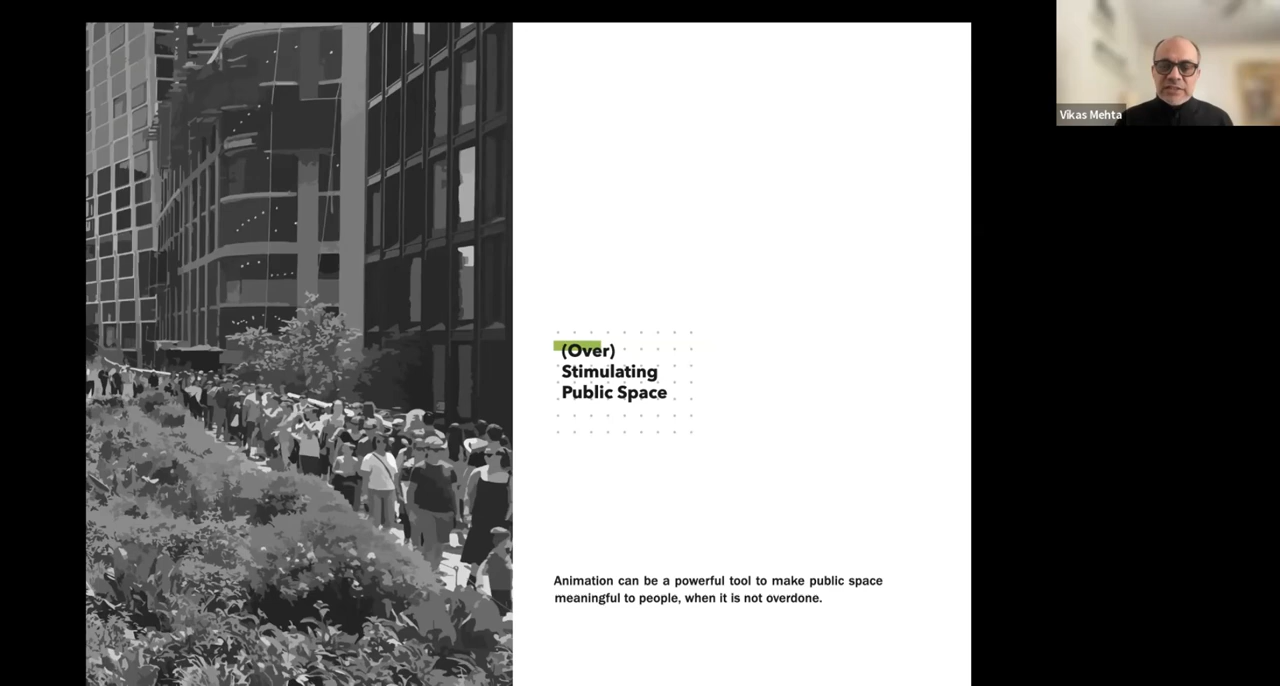 Vikas Mehta
(Over)
Stimulating
Public Space
Animation can be a powerful tool to make public space
meaningful to people, when it is not overdone.